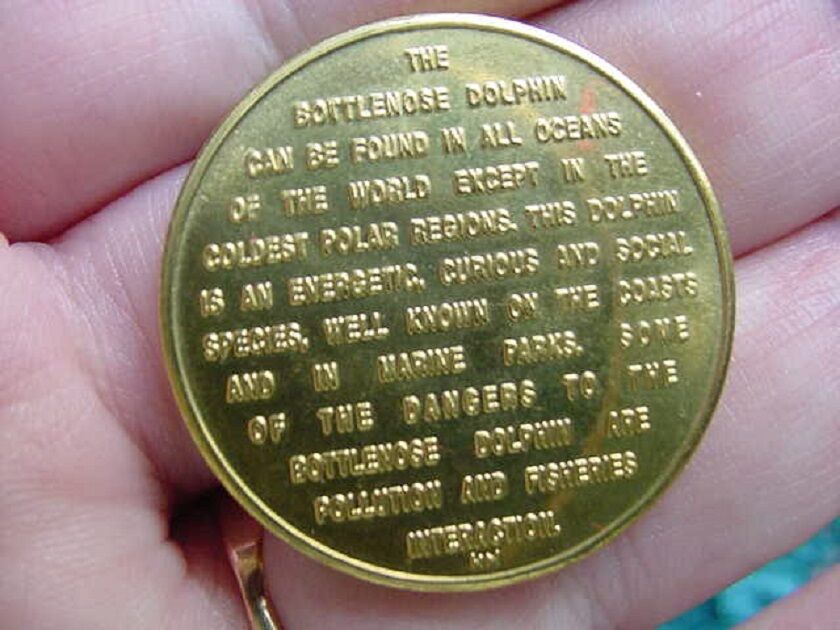 THE
BOTTLENOSE DOLPHIN
CAN BE FOUND IN ALL OCEANS
OF THE WORLD EXCEPT IN THE
COLDEST POLAR REGIONS. THIS DOLPHIN
IS AN ENERGETIC, CURIOUS AND SOCIAL
SPECIES, WELL KNOWN ON THE COASTS
AND IN MARINE PARKS. SOME
OF THE DANGERS TO THE
BOTTLENOSE DOLPHIN ARE
POLLUTION AND FISHERIES
INTERACTION.